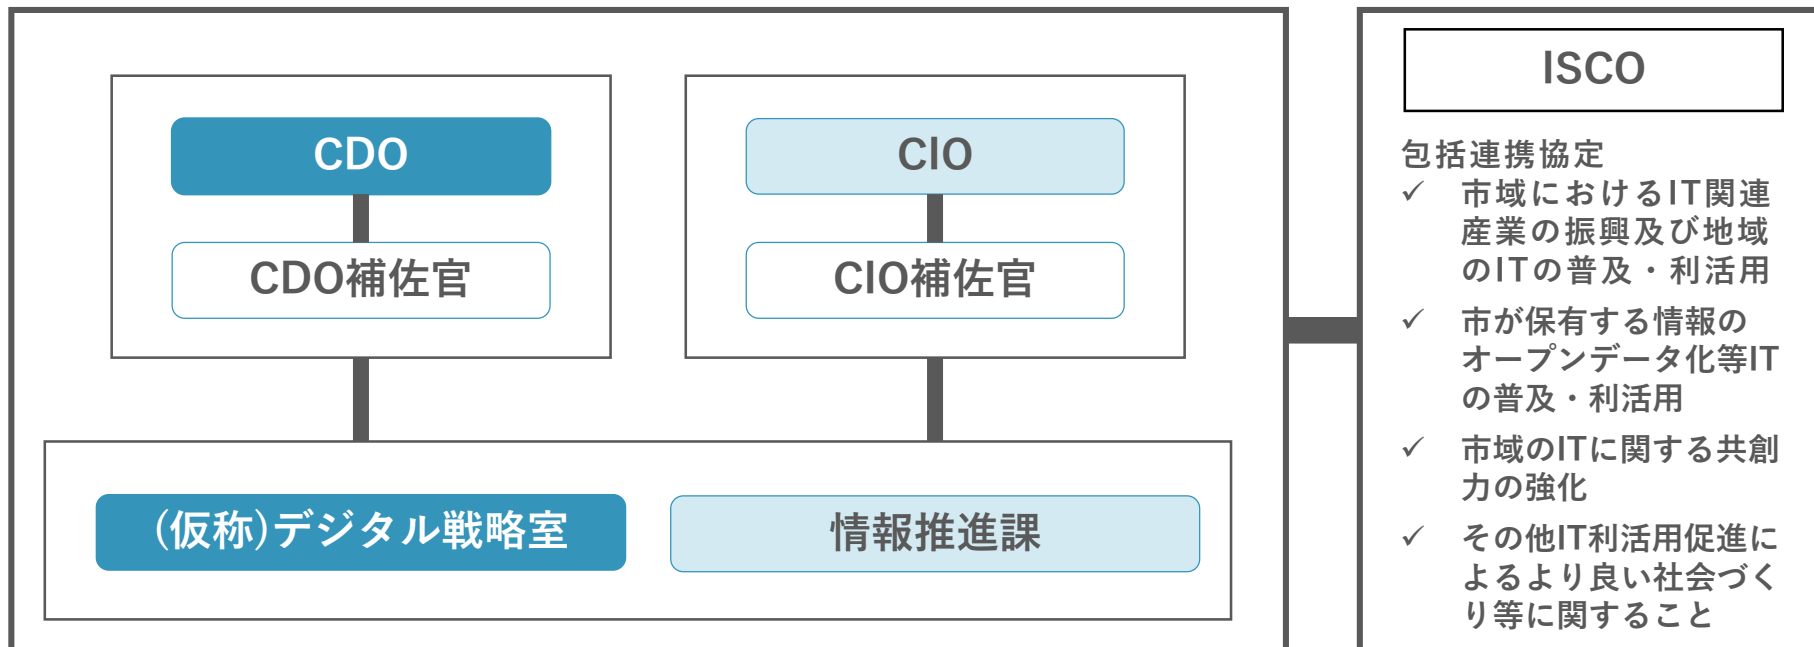 CDO
CDO補佐官
CIO
CIO補佐官
(仮称)デジタル戦略室
情報推進課
ISCO
包括連携協定
✓ 市域におけるIT関連
産業の振興及び地域
のITの普及・利活用
✓ 市が保有する情報の
オープンデータ化等IT
の普及・利活用
✓ 市域のITに関する共創
力の強化
✓ その他IT利活用促進に
よるより良い社会づく
り等に関すること